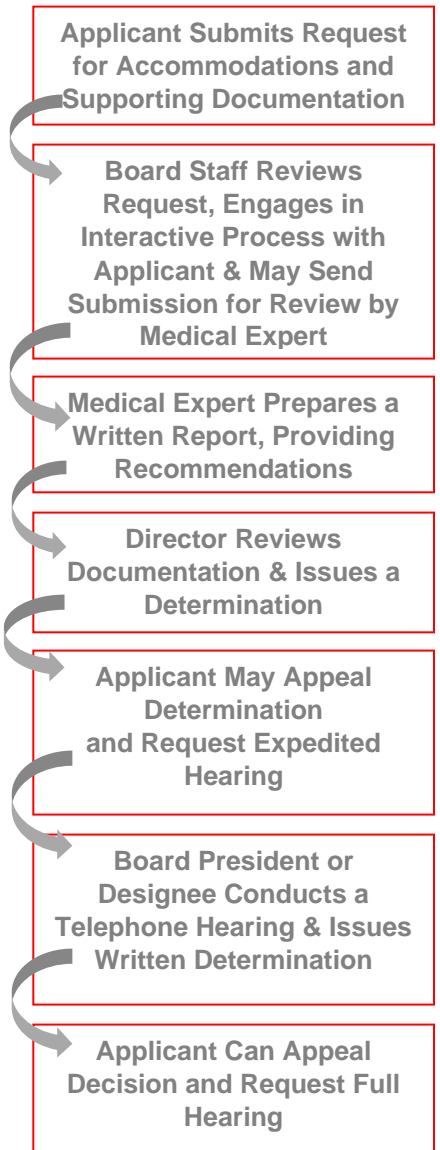 Applicant Submits Request
for Accommodations and
Supporting Documentation
Board Staff Reviews
Request, Engages in
Interactive Process with
Applicant & May Send
Submission for Review by
Medical Expert
Medical Expert Prepares a
Written Report, Providing
Recommendations
Director Reviews
Documentation & Issues a
Determination
Applicant May Appeal
Determination
and Request Expedited
Hearing
Board President or
Designee Conducts a
Telephone Hearing & Issues
Written Determination
Applicant Can Appeal
Decision and Request Full
Hearing